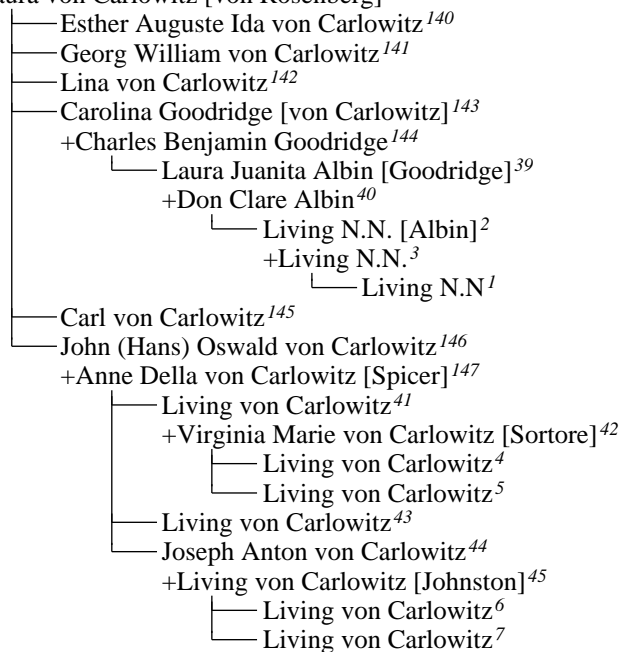 von Carlowitz [von Rosenberg]
Esther Auguste Ida von Carlowitz140
Georg William von Carlowitz141
Lina von Carlowitz142
Carolina Goodridge [von Carlowitz]143
+Charles Benjamin Goodridge144
Laura Juanita Albin [Goodridge]39
+Don Clare Albin40
Living N.N. [Albin]2
+Living N.N.3
Living N.N1
Carl von Carlowitz145
John (Hans) Oswald von Carlowitz146
+Anne Della von Carlowitz [Spicer]147
Living von Carlowitz41
+Virginia Marie von Carlowitz [Sortore]42
Living von Carlowitz4
Living von Carlowitz5
Living von Carlowitz43
Joseph Anton von Carlowitz44
+Living von Carlowitz [Johnston]45
Living von Carlowitz6
Living von Carlowitz7